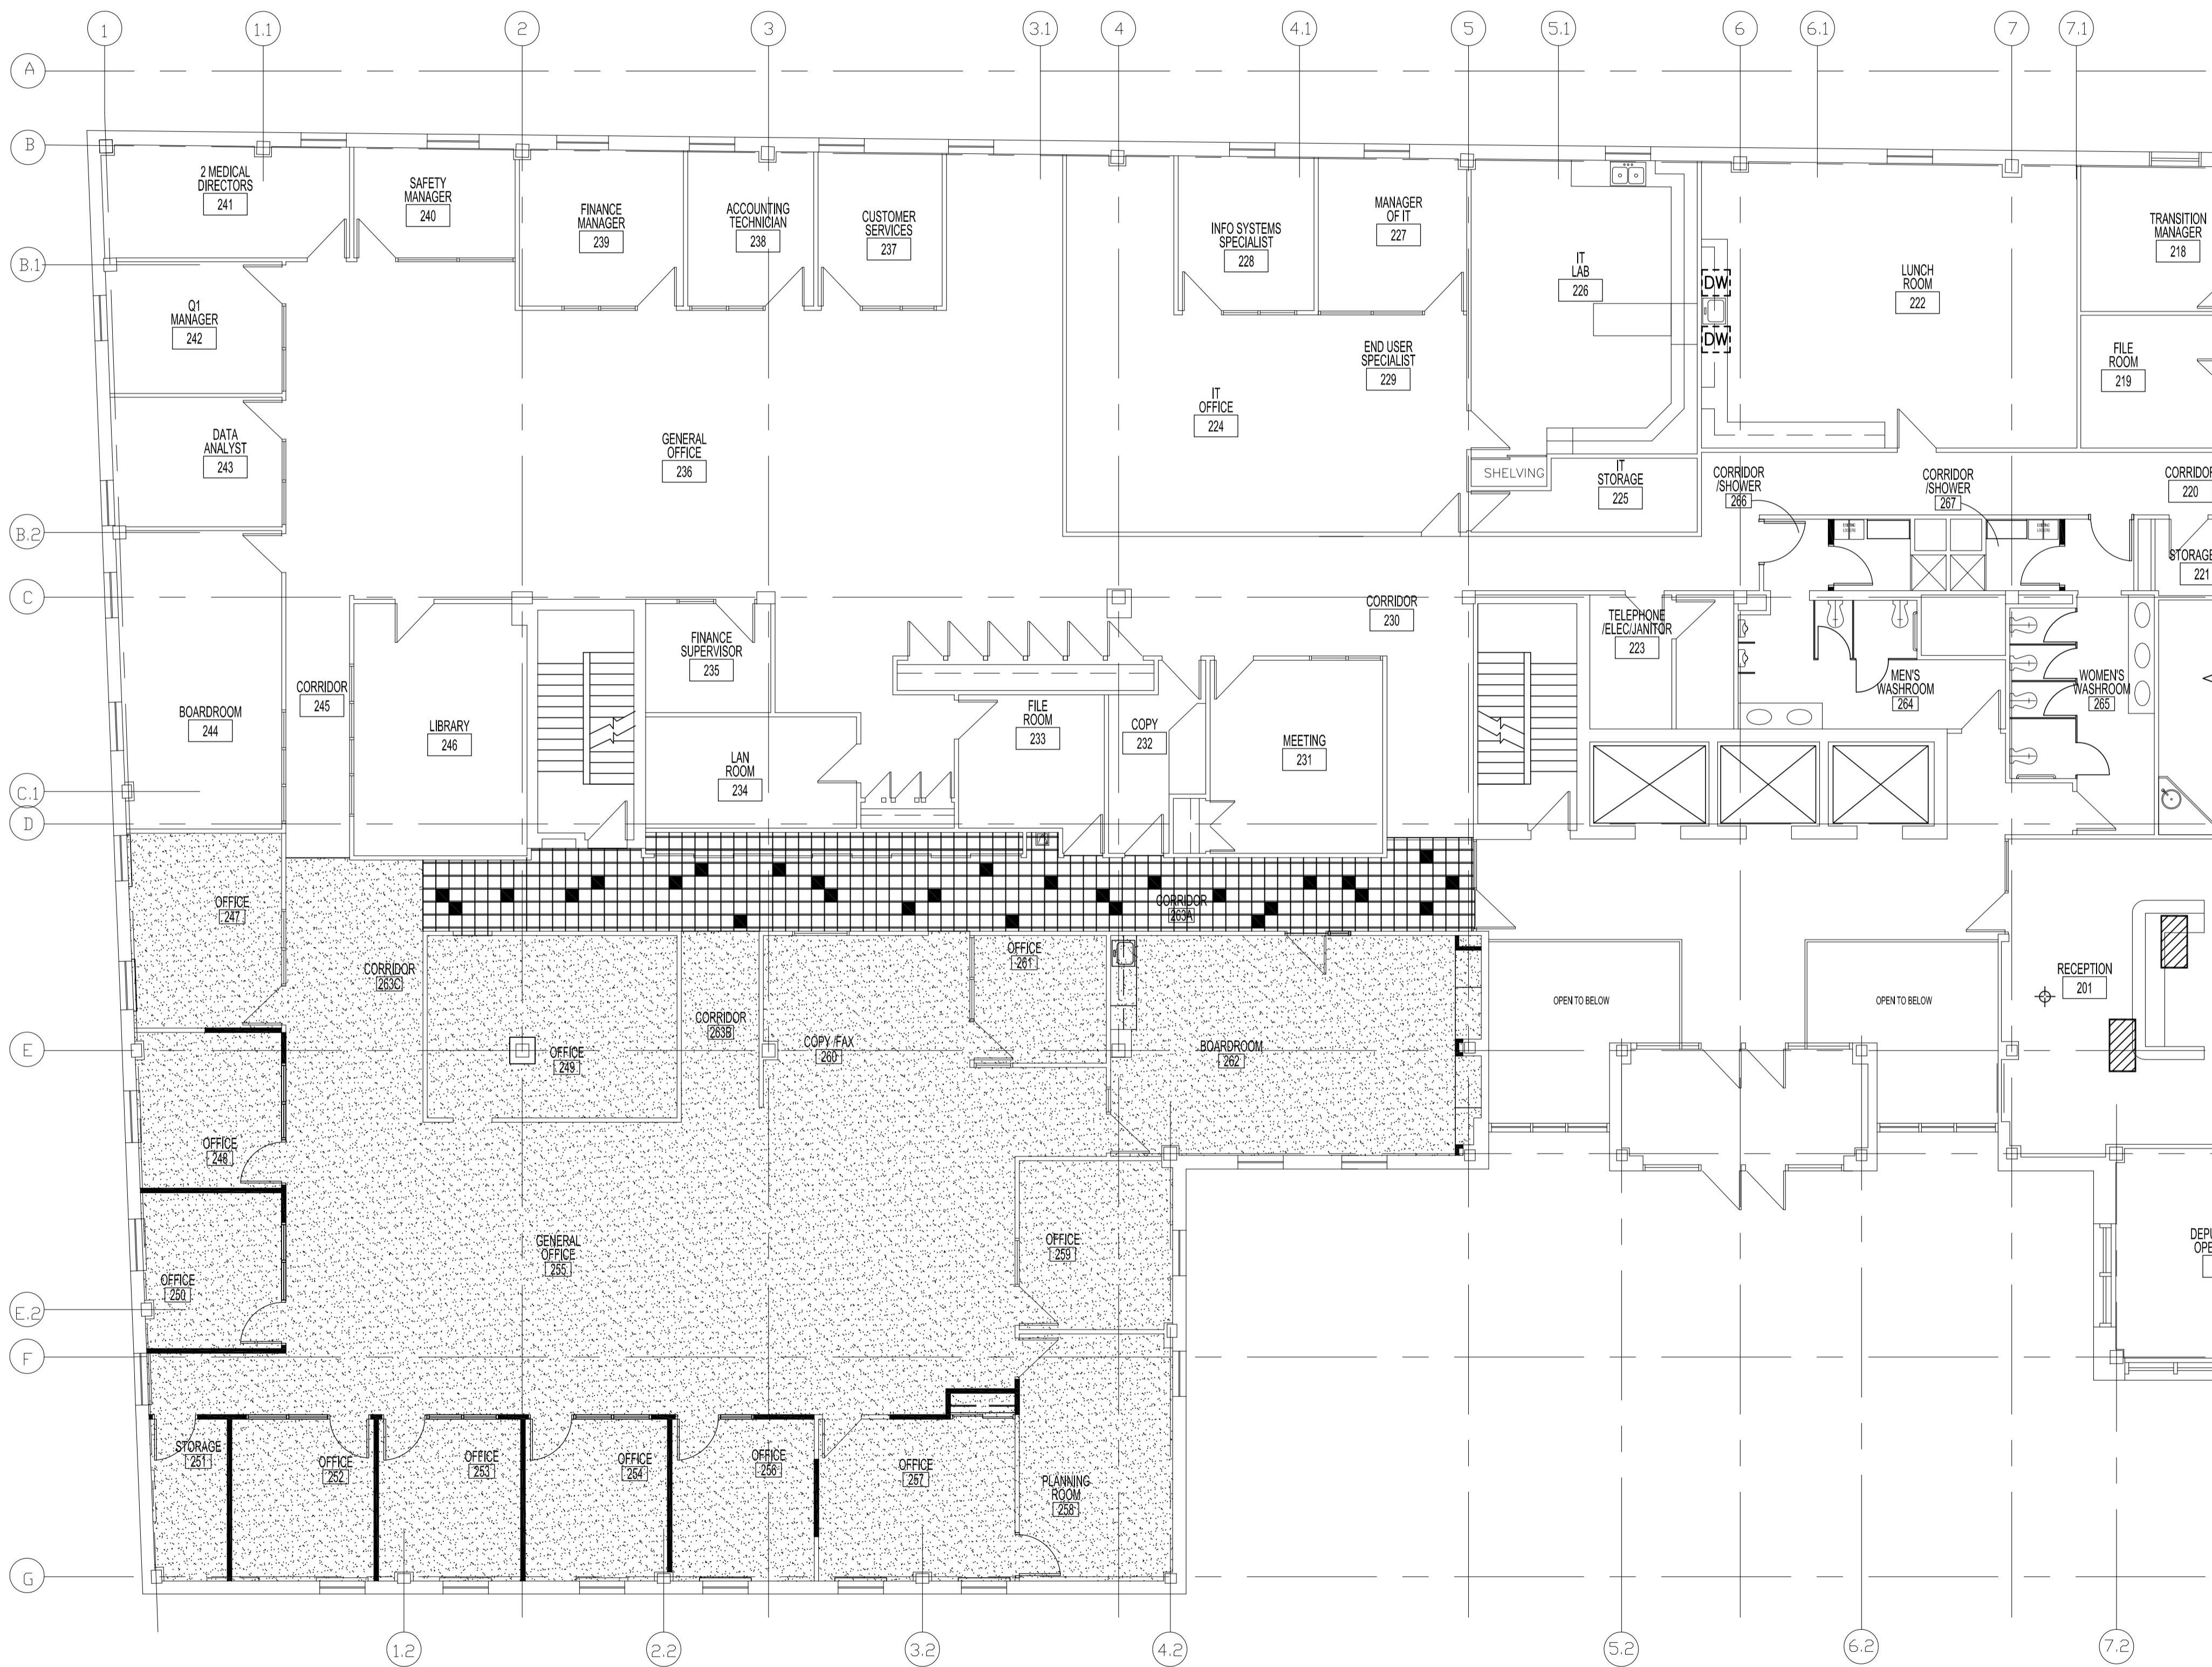 1
1.1
2
3
3.1
4
4.1
5
5.1
6
6.1
7
7.1
A
B
B.1
B.2
C
C.1
D
E
E.2
F
G
2 MEDICAL
DIRECTORS
241
SAFETY
MANAGER
240
FINANCE
MANAGER
239
ACCOUNTING
TECHNICIAN
238
CUSTOMER
SERVICES
237
INFO SYSTEMS
SPECIALIST
228
MANAGER
OF IT
227
IT
LAB
226
DW
DW
LUNCH
ROOM
222
TRANSITION
MANAGER
218
Q1
MANAGER
242
END USER
SPECIALIST
229
FILE
ROOM
219
IT
OFFICE
224
DATA
ANALYST
243
GENERAL
OFFICE
236
SHELVING
IT
STORAGE
225
CORRIDOR
/SHOWER
266
CORRIDOR
/SHOWER
267
CORRIDOR
220
STORAGE
221
CORRIDOR
230
TELEPHONE
/ELEC/JANITOR
223
FINANCE
SUPERVISOR
235
CORRIDOR
245
BOARDROOM
244
LIBRARY
246
FILE
ROOM
233
COPY
232
MEETING
231
LAN
ROOM
234
MEN'S
WASHROOM
264
WOMEN'S
WASHROOM
265
OFFICE
247
CORRIDOR
263A
CORRIDOR
263C
OFFICE
261
RECEPTION
201
OPEN TO BELOW
OPEN TO BELOW
CORRIDOR
263B
OFFICE
249
COPY /FAX
260
BOARDROOM
262
OFFICE
248
GENERAL
OFFICE
255
OFFICE
259
OFFICE
250
STORAGE
251
OFFICE
252
OFFICE
253
OFFICE
254
OFFICE
256
OFFICE
257
PLANNING
ROOM
258
DEPU
OPE
1.2
2.2
3.2
4.2
5.2
6.2
7.2